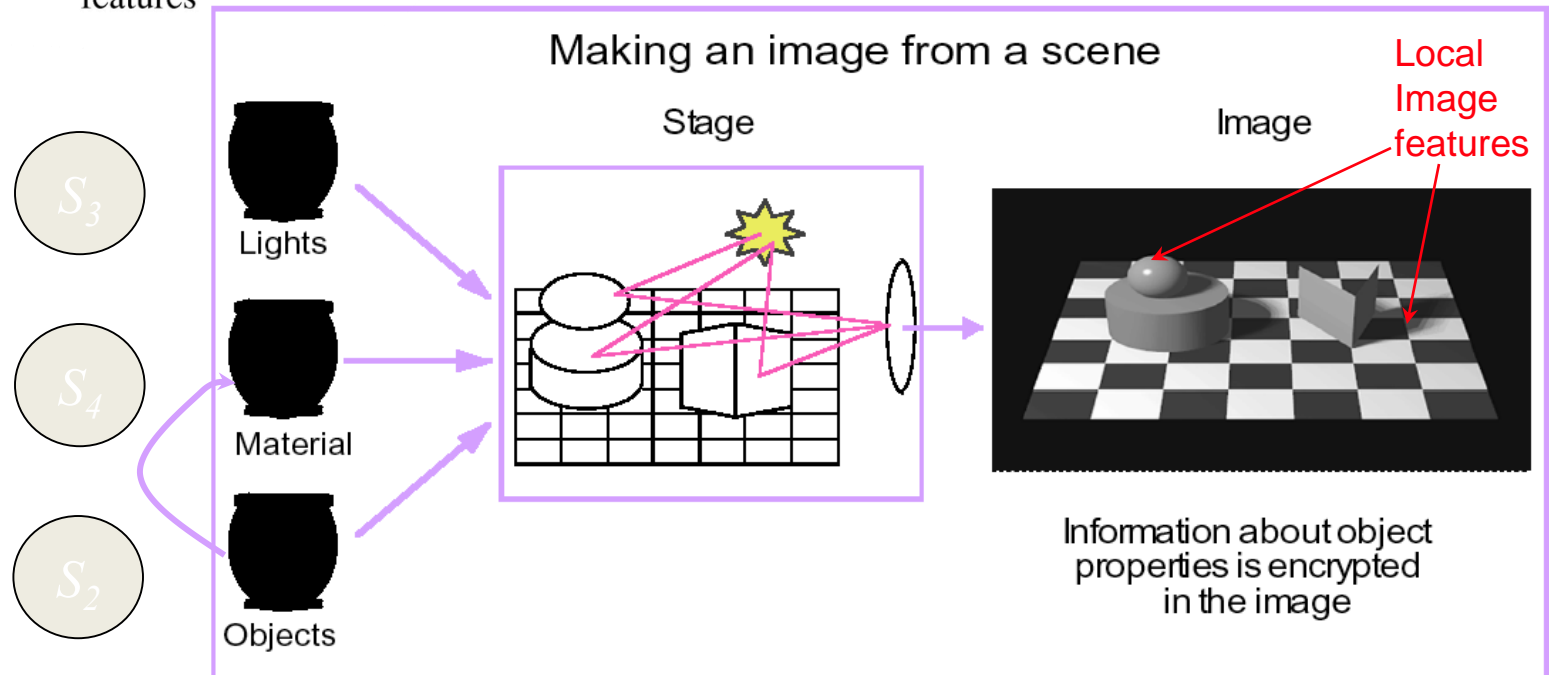 features
Making an image from a scene
Local
Image
features
Stage
Image
S3
Lights
S4
Material
S2
Objects
Information about object
properties is encrypted
in the image